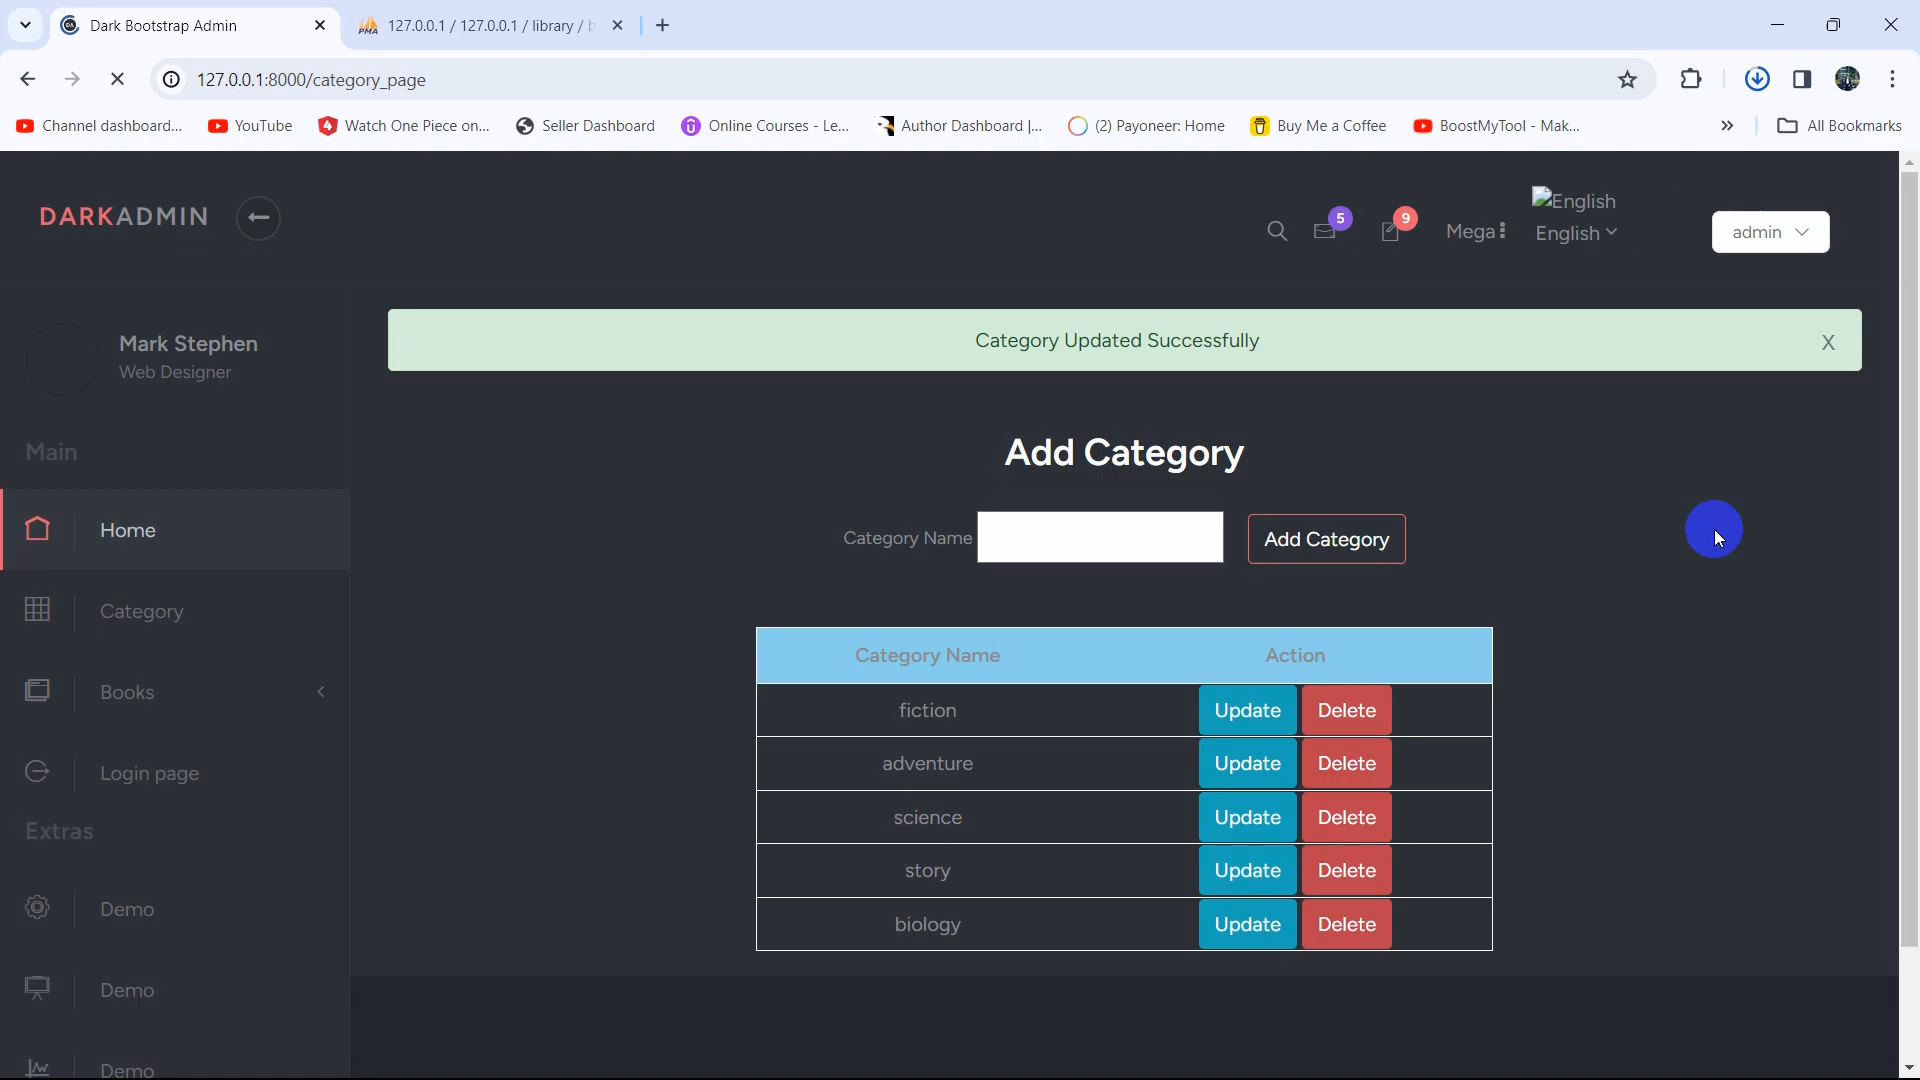 Dark Bootstrap Admin
PMA 127.0.0.1 / 127.0.0.1 / library / b
127.0.0.1:8000/category_page
Channel dashboard... YouTube Watch One Piece on... Seller Dashboard Online Courses - Le... Author Dashboard |... (2) Payoneer: Home Buy Me a Coffee BoostMyTool - Mak... » All Bookmarks
DARKADMIN
5
9
Mega
English
English
admin
Mark Stephen
Web Designer
Main
Home
Category
Books
Login page
Extras
Demo
Demo
Demo
Category Updated Successfully X
Add Category
Category Name Add Category
Category Name Action
fiction Update Delete
adventure Update Delete
science Update Delete
story Update Delete
biology Update Delete